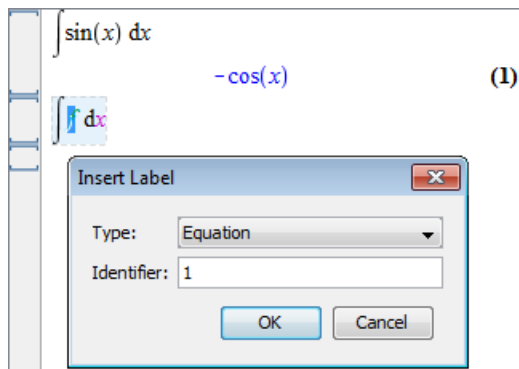 ∫sin(x) dx
−cos(x) (1)
∫f dx
Insert Label
Type: Equation
Identifier: 1
OK Cancel